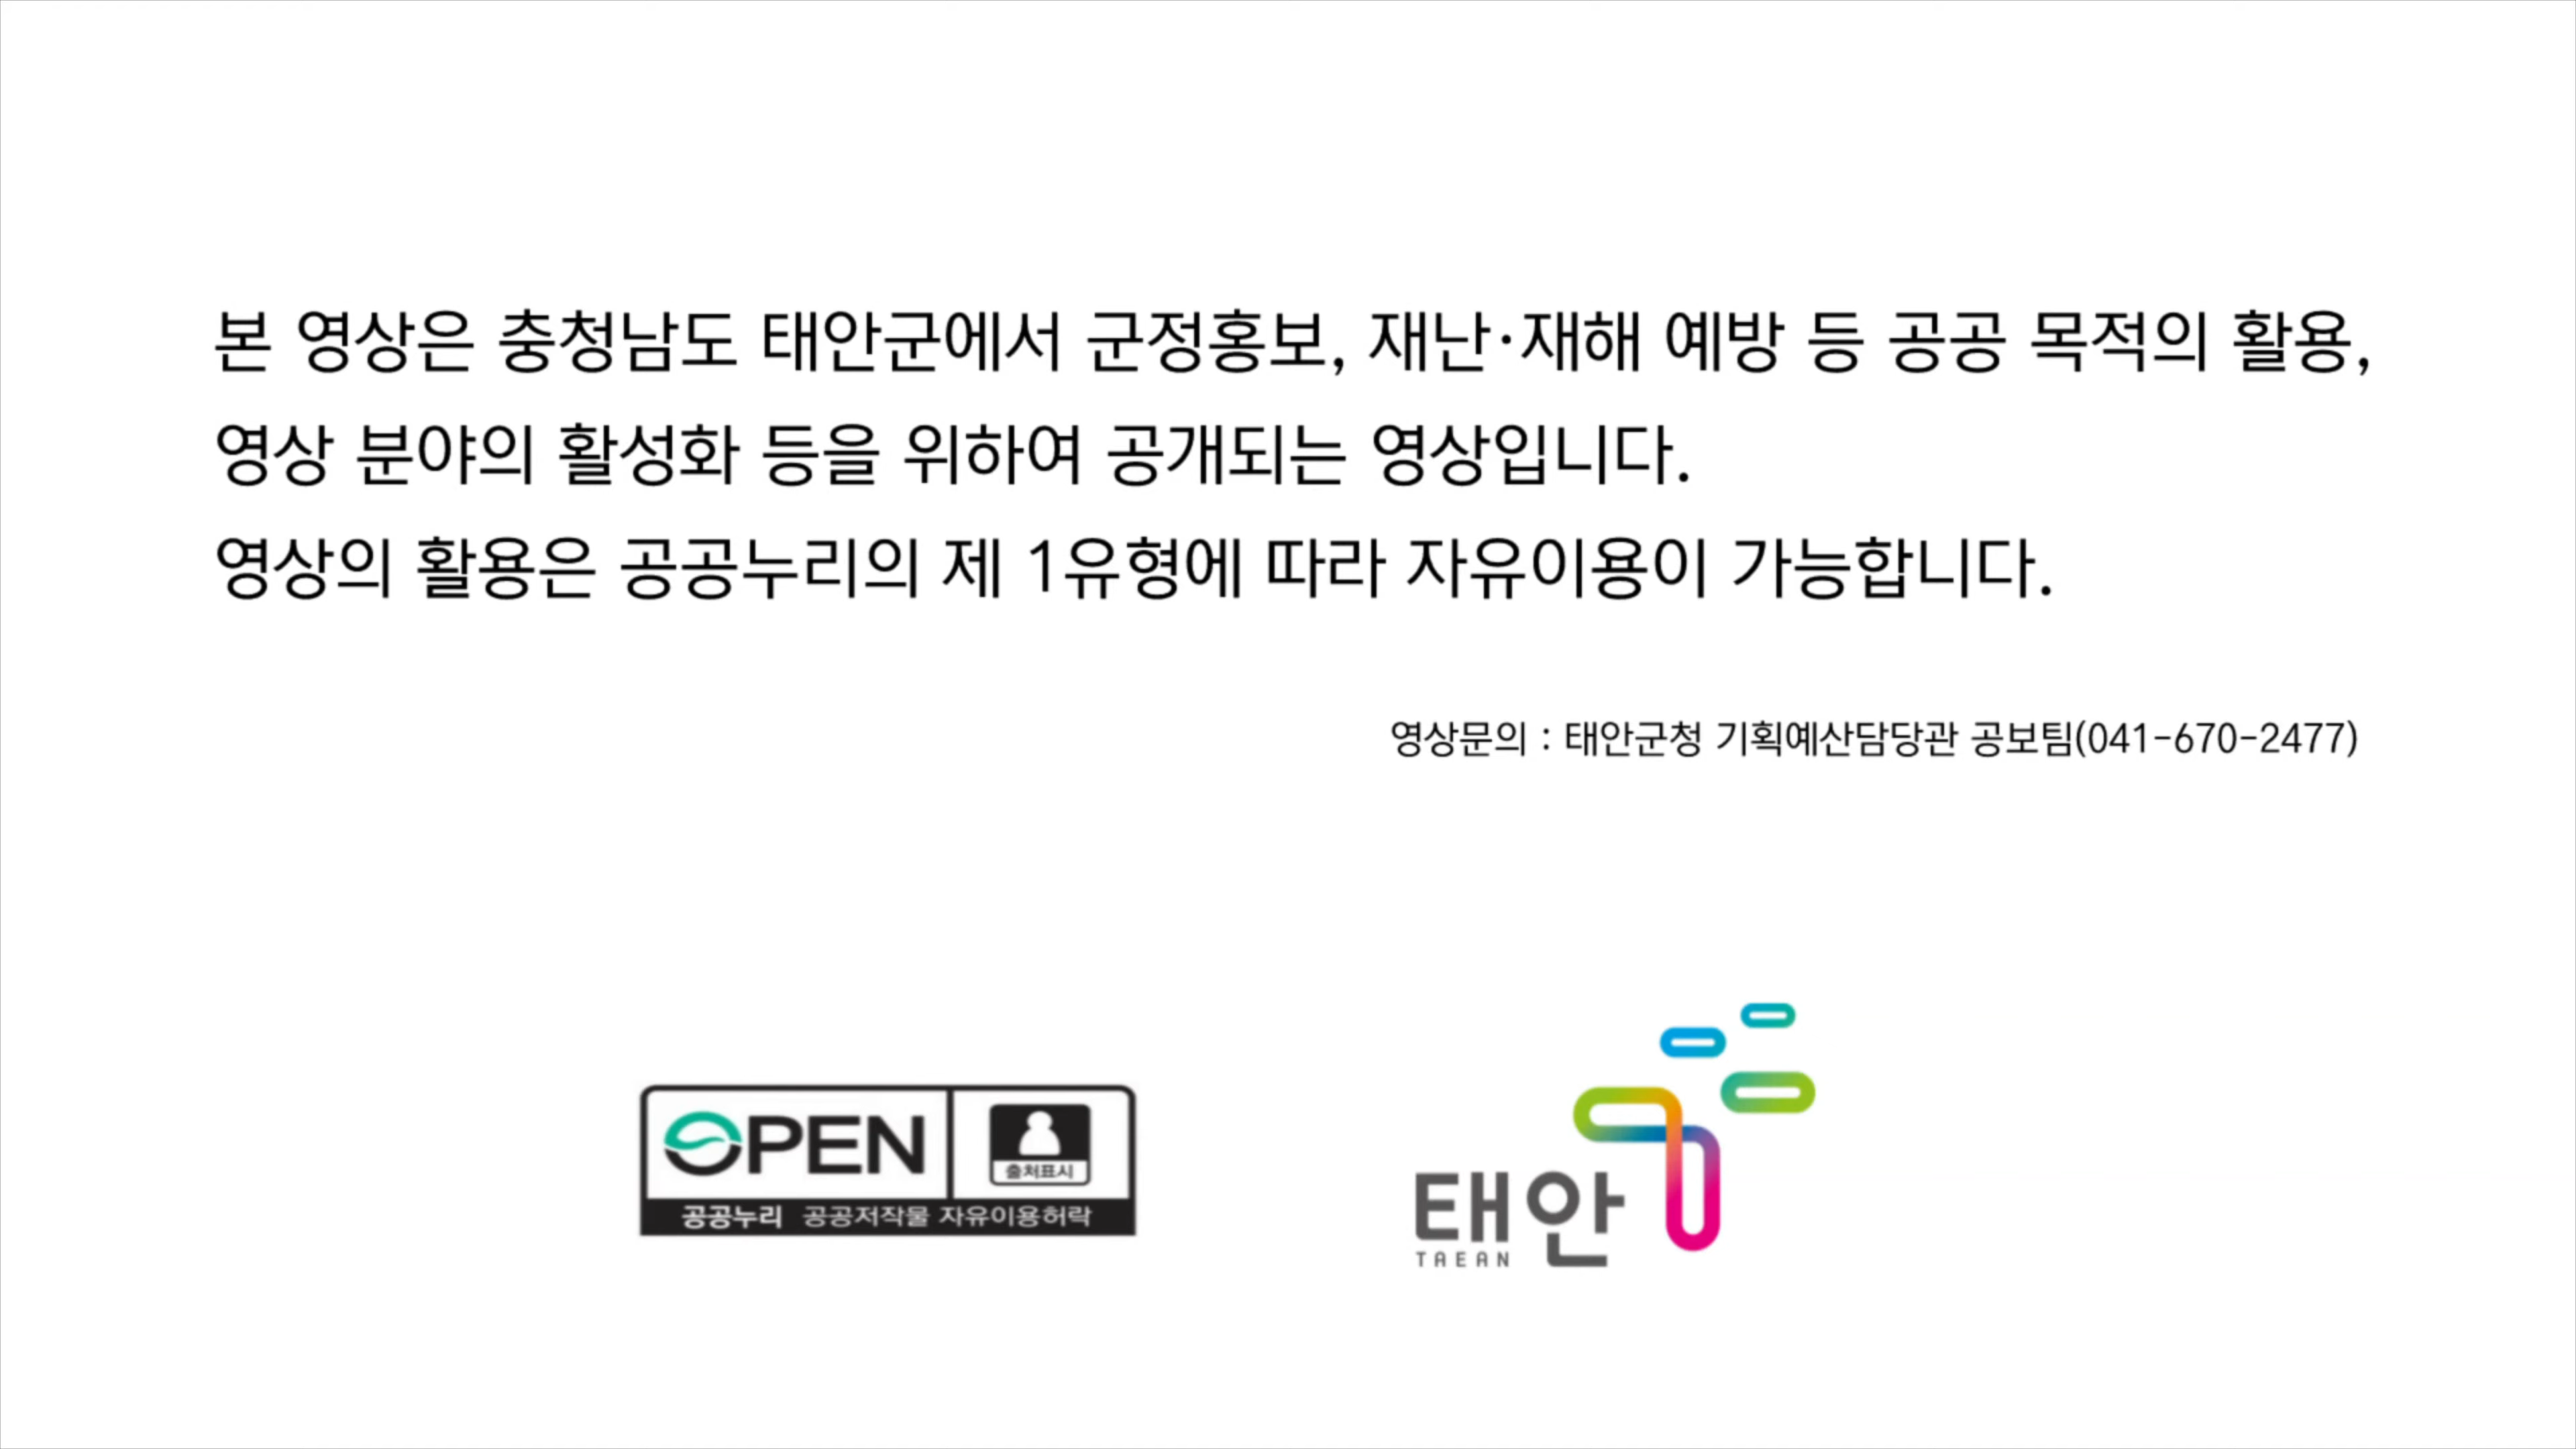 본 영상은 충청남도 태안군에서 군정홍보, 재난·재해 예방 등 공공 목적의 활용,
영상 분야의 활성화 등을 위하여 공개되는 영상입니다.
영상의 활용은 공공누리의 제 1유형에 따라 자유이용이 가능합니다.
영상문의 : 태안군청 기획예산담당관 공보팀(041-670-2477)
OPEN
출처표시
공공누리 공공저작물 자유이용허락
태안
TAEAN